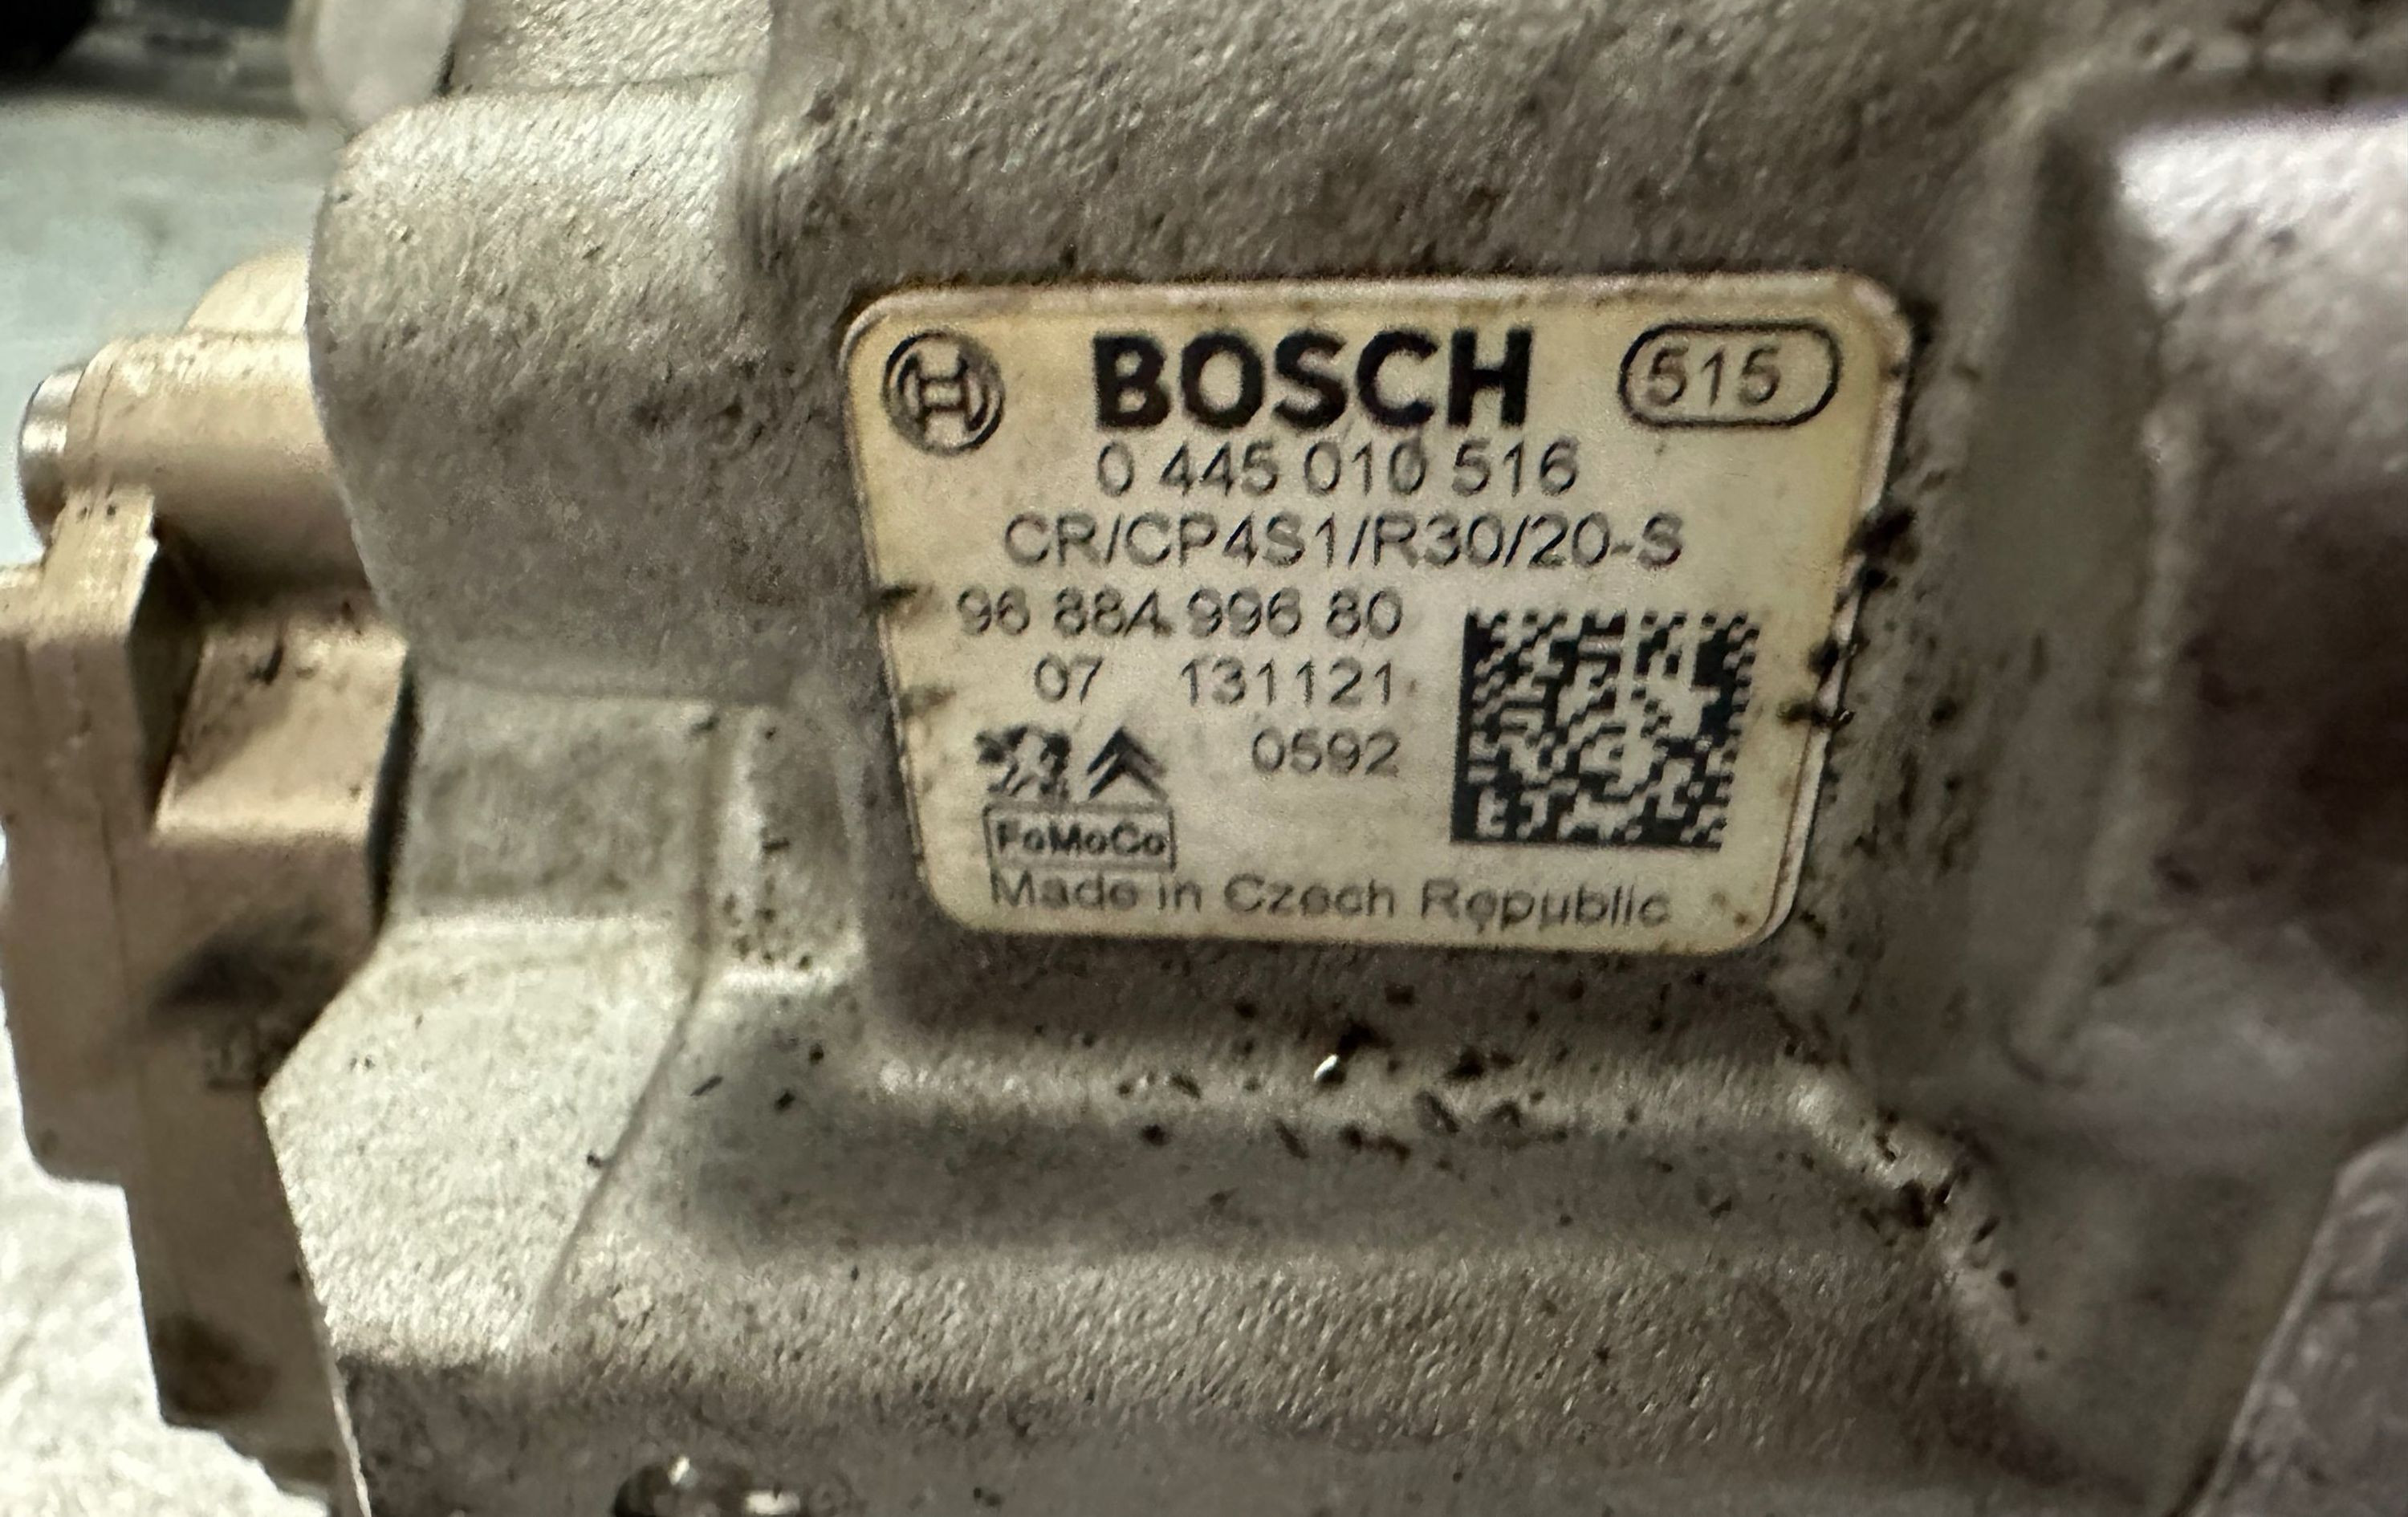 BOSCH 515
0 445 010 516
CR/CP4S1/R30/20-S
96 884 996 80
07 131121
0592
FoMoCo
Made in Czech Republic